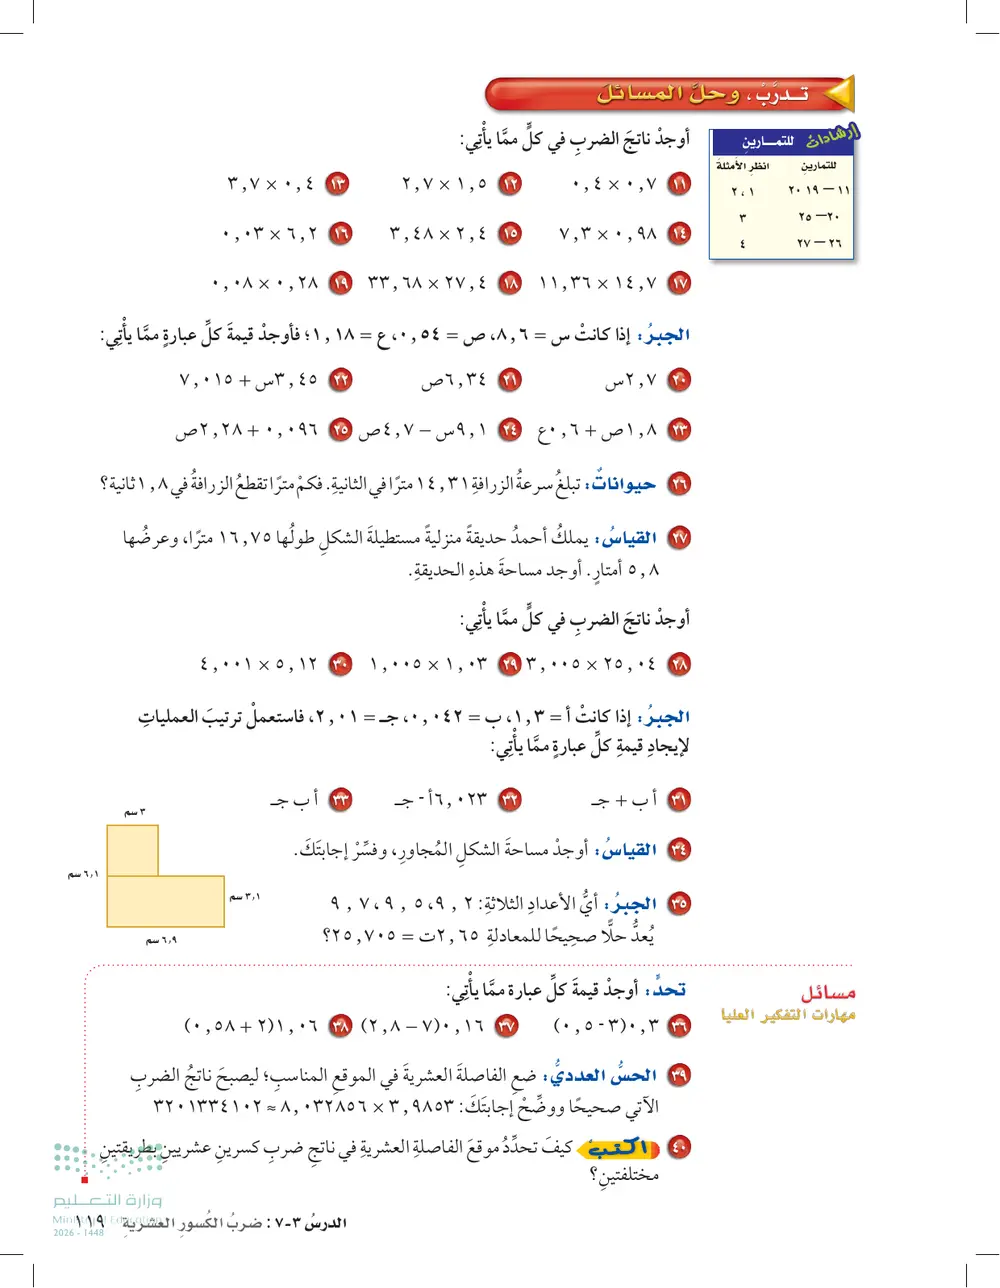 تـدرَّبْ، وحلَّ المسائلَ
إرشاداتٌ للتمــارينِ
للتمارينِ انظرِ الأمثلةَ
١١ — ١٩ ٢٠ ١ ، ٢
٢٠— ٢٥ ٣
٢٦ — ٢٧ ٤
أوجدْ ناتجَ الضربِ في كلٍّ ممَّا يأْتِي:
١١ ٠,٧ × ٠,٤ ١٢ ١,٥ × ٢,٧ ١٣ ٠,٤ × ٣,٧
١٤ ٠,٩٨ × ٧,٣ ١٥ ٢,٤ × ٣,٤٨ ١٦ ٦,٢ × ٠,٠٣
١٧ ١٤,٧ × ١١,٣٦ ١٨ ٢٧,٤ × ٣٣,٦٨ ١٩ ٠,٢٨ × ٠,٠٨
الجبرُ: إذا كانتْ س = ٨,٦، ص = ٠,٥٤، ع = ١,١٨؛ فأوجدْ قيمةَ كلِّ عبارةٍ ممَّا يأْتِي:
٢٠ ٢,٧س ٢١ ٦,٣٤ص ٢٢ ٣,٤٥س + ٧,٠١٥
٢٣ ١,٨ص + ٠,٦ع ٢٤ ٩,١س – ٤,٧ص ٢٥ ٠,٠٩٦ + ٢,٢٨ص
٢٦ حيواناتٌ: تبلغُ سرعةُ الزرافةِ ١٤,٣١ مترًا في الثانيةِ. فكمْ مترًا تقطعُ الزرافةُ في ١,٨ ثانية؟
٢٧ القياسُ: يملكُ أحمدُ حديقةً منزليةً مستطيلةَ الشكلِ طولُها ١٦,٧٥ مترًا، وعرضُها
٥,٨ أمتارٍ. أوجد مساحةَ هذهِ الحديقةِ.
أوجدْ ناتجَ الضربِ في كلٍّ ممَّا يأْتِي:
٢٨ ٢٥,٠٤ × ٣,٠٠٥ ٢٩ ١,٠٣ × ١,٠٠٥ ٣٠ ٥,١٢ × ٤,٠٠١
الجبرُ: إذا كانتْ أ = ١,٣، ب = ٠,٠٤٢، جـ = ٢,٠١، فاستعملْ ترتيبَ العملياتِ
لإيجادِ قيمةِ كلِّ عبارةٍ ممَّا يأْتِي:
٣١ أ ب + جـ ٣٢ ٦,٠٢٣أ - جـ ٣٣ أ ب جـ
٣ سم
٦,١ سم
٣,١ سم
٦,٩ سم
٣٤ القياسُ: أوجدْ مساحةَ الشكلِ المُجاورِ، وفسِّرْ إجابتَكَ.
٣٥ الجبرُ: أيُّ الأعدادِ الثلاثةِ: ٩,٢، ٩,٥، ٩,٧
يُعدُّ حلًّا صحيحًا للمعادلةِ ٢,٦٥ت = ٢٥,٧٠٥؟
مسائل
مهارات التفكير العليا
تحدٍّ: أوجدْ قيمةَ كلِّ عبارة ممَّا يأْتِي:
٣٦ ٠,٣(٣ - ٠,٥) ٣٧ ٠,١٦(٧ – ٢,٨) ٣٨ ١,٠٦(٢ + ٠,٥٨)
٣٩ الحسُّ العدديُّ: ضعِ الفاصلةَ العشريةَ في الموقعِ المناسبِ؛ ليصبحَ ناتجُ الضربِ
الآتي صحيحًا ووضِّحْ إجابتَكَ: ٣,٩٨٥٣ × ٨,٠٣٢٨٥٦ ≈ ٣٢٠١٣٣٤١٠٢
٤٠ اكتبْ كيفَ تحدِّدُ موقعَ الفاصلةِ العشريةِ في ناتجِ ضربِ كسرينِ عشريينِ بطريقتينِ
مختلفتينِ؟
وزارة التعـليم
Ministry of Education
2026 - 1448
الدرسُ ٣-٧ : ضربُ الكُسورِ العشريةِ ١١٩